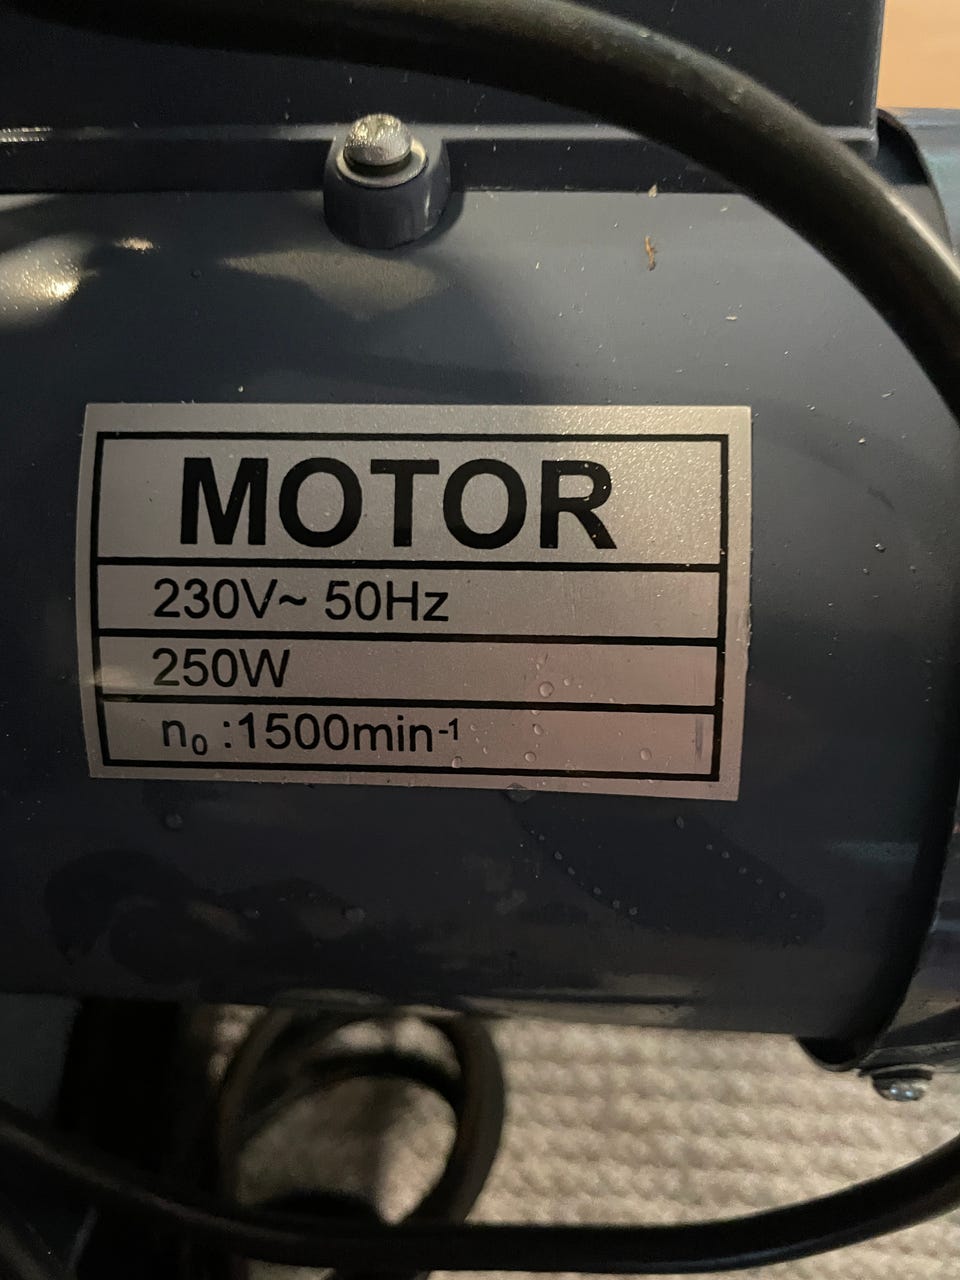 MOTOR
230V~ 50Hz
250W
n₀ :1500min⁻¹